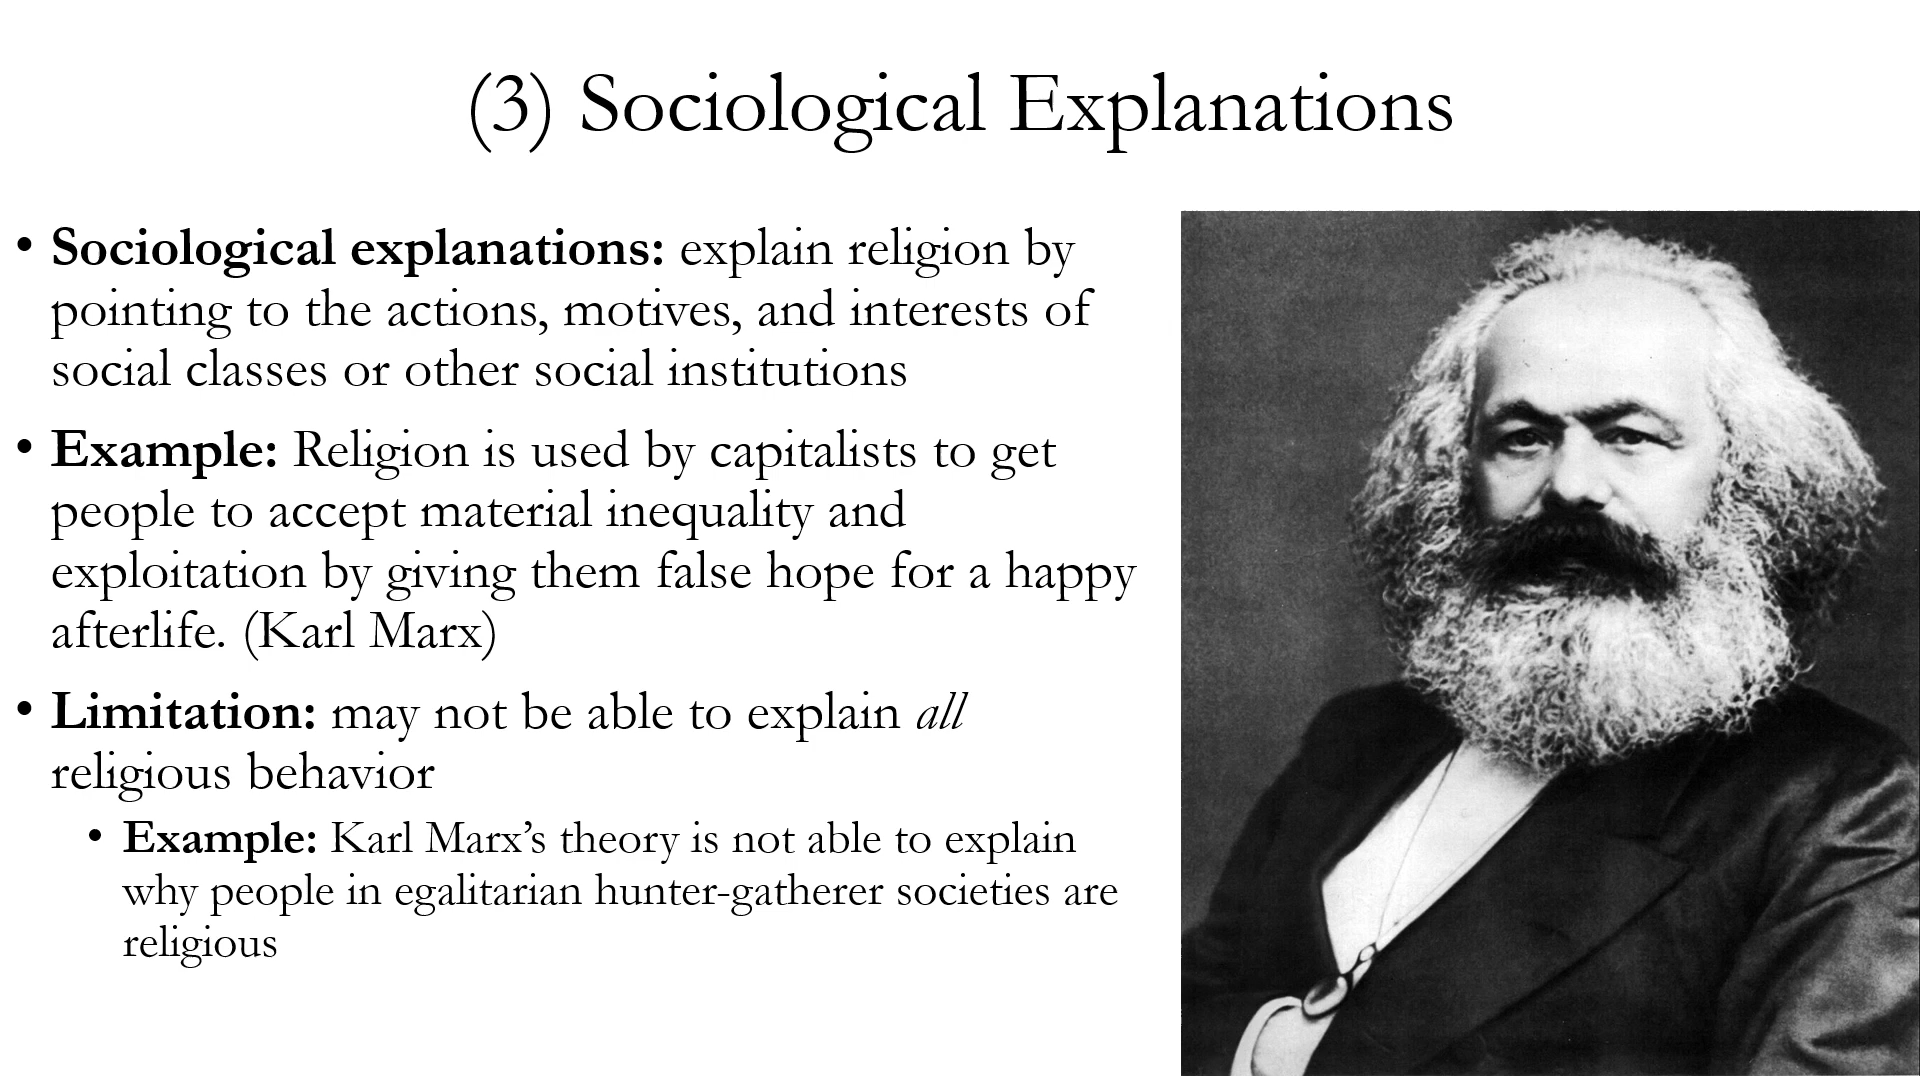 (3) Sociological Explanations
• Sociological explanations: explain religion by
pointing to the actions, motives, and interests of
social classes or other social institutions
• Example: Religion is used by capitalists to get
people to accept material inequality and
exploitation by giving them false hope for a happy
afterlife. (Karl Marx)
• Limitation: may not be able to explain all
religious behavior
• Example: Karl Marx’s theory is not able to explain
why people in egalitarian hunter-gatherer societies are
religious